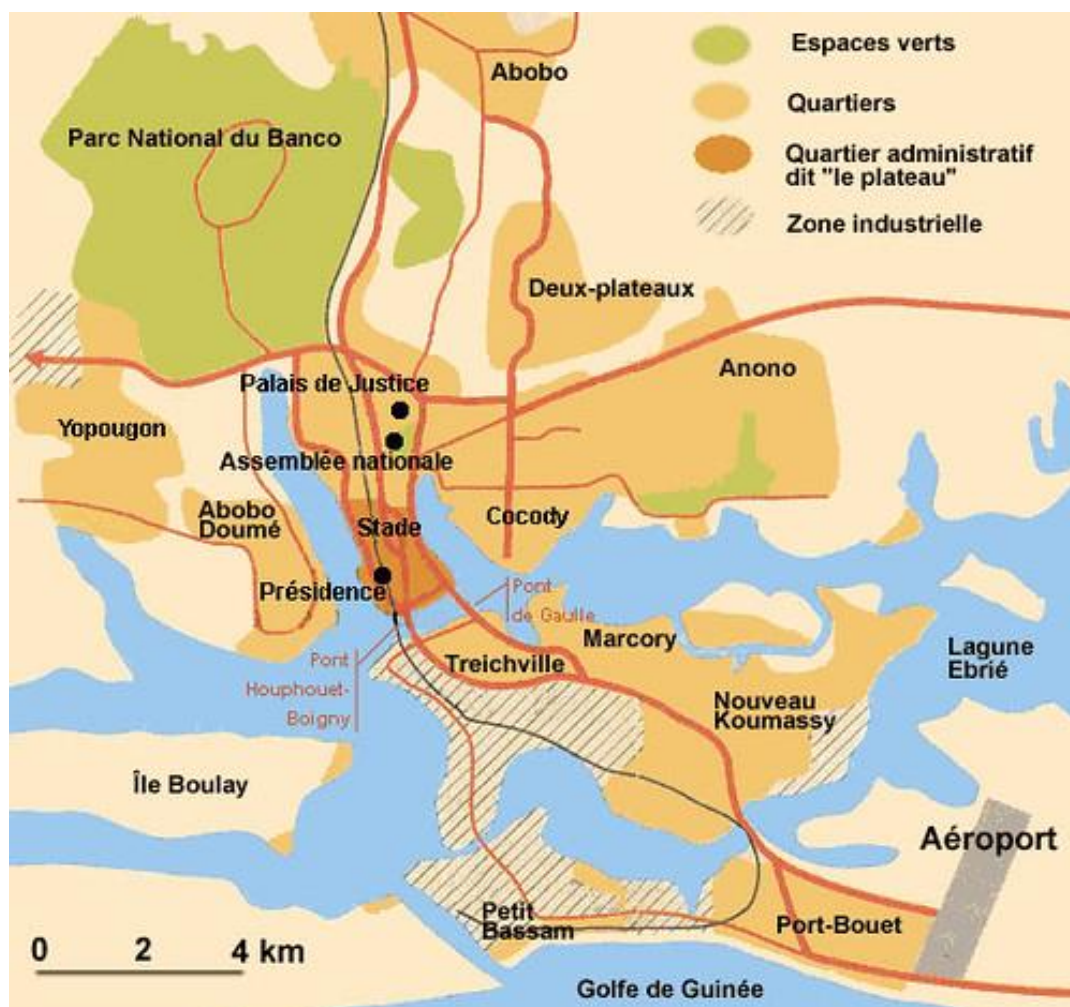 Espaces verts
Abobo
Quartiers
Parc National du Banco
Quartier administratif
dit "le plateau"
Zone industrielle
Deux-plateaux
Anono
Palais de Justice
Yopougon
Assemblée nationale
Abobo
Doumé
Stade
Cocody
Présidence
Pont
de Gaulle
Marcory
Lagune
Ebrié
Treichville
Pont
Houphouet-
Boigny
Nouveau
Koumassy
Île Boulay
Aéroport
Petit
Bassam
Port-Bouet
0 2 4 km
Golfe de Guinée